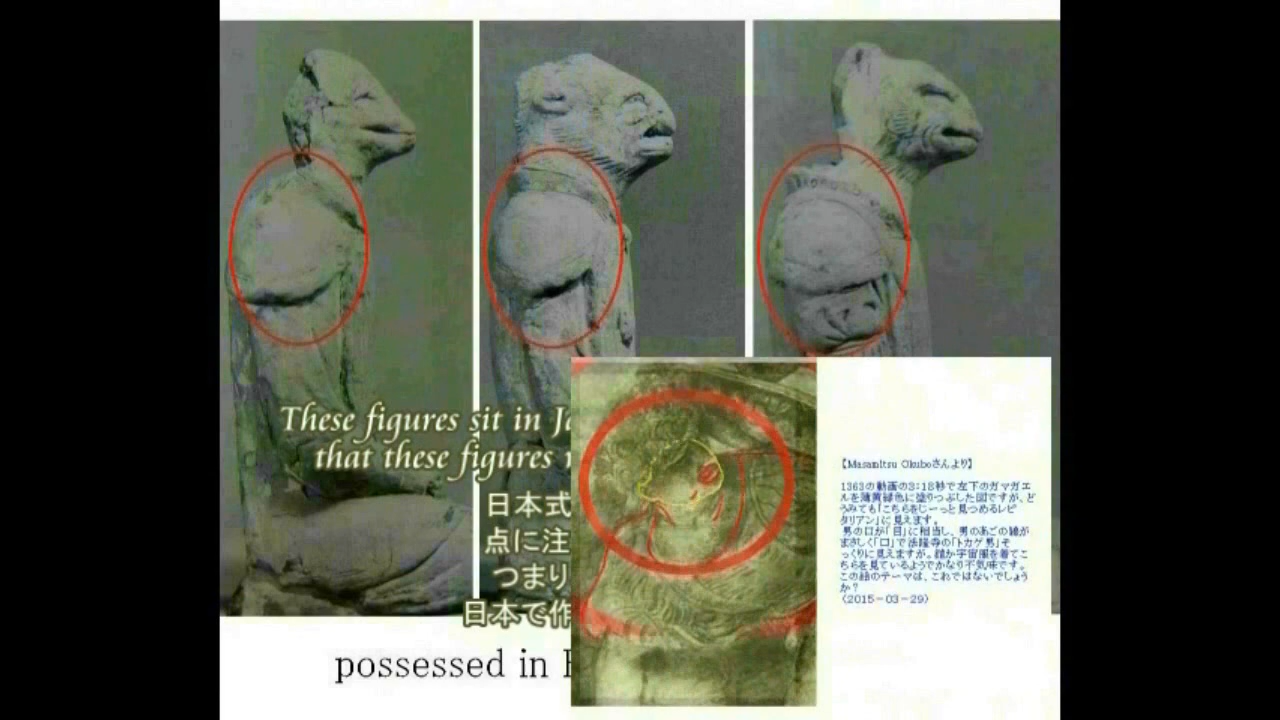 These figures sit in Ja
that these figures
日本式
点に注
つまり
日本で作
possessed in
【MasamItsu Okuboさんより】
1363の動画の3:18秒で左下のガマガエ
ルを薄黄緑色に塗りつぶした図ですが、ど
うみても「こちらをじーっと見つめるレピ
タリアン」に見えます。
男の口が「目」に相当し、男のあごの線が
まさしく「口」で法隆寺の「トカゲ男」そ
っくりに見えますが。鎧か宇宙服を着てこ
ちらを見ているようでかなり不気味です。
この絵のテーマは、これではないでしょう
か？
(2015-03-29)